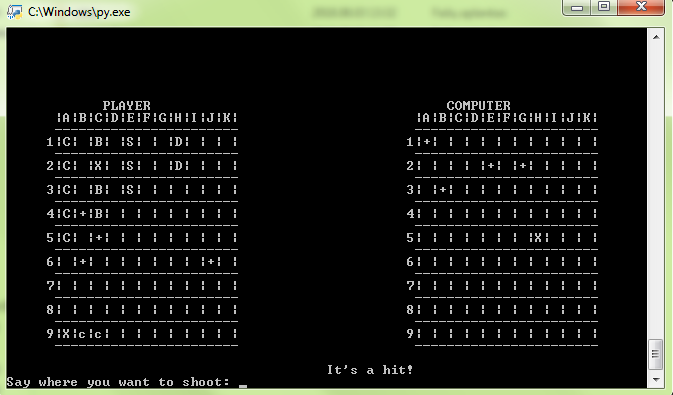 C:\Windows\py.exe
PLAYER COMPUTER
¦A¦B¦C¦D¦E¦F¦G¦H¦I¦J¦K¦ ¦A¦B¦C¦D¦E¦F¦G¦H¦I¦J¦K¦
1¦C¦ ¦B¦ ¦S¦ ¦ ¦D¦ ¦ ¦ ¦ 1¦+¦ ¦ ¦ ¦ ¦ ¦ ¦ ¦ ¦ ¦ ¦
2¦C¦ ¦X¦ ¦S¦ ¦ ¦D¦ ¦ ¦ ¦ 2¦ ¦ ¦ ¦ ¦+¦ ¦+¦ ¦ ¦ ¦ ¦
3¦C¦ ¦B¦ ¦S¦ ¦ ¦ ¦ ¦ ¦ ¦ 3¦ ¦+¦ ¦ ¦ ¦ ¦ ¦ ¦ ¦ ¦ ¦
4¦C¦+¦B¦ ¦ ¦ ¦ ¦ ¦ ¦ ¦ ¦ 4¦ ¦ ¦ ¦ ¦ ¦ ¦ ¦ ¦ ¦ ¦ ¦
5¦C¦ ¦+¦ ¦ ¦ ¦ ¦ ¦ ¦ ¦ ¦ 5¦ ¦ ¦ ¦ ¦ ¦ ¦ ¦X¦ ¦ ¦ ¦
6¦ ¦+¦ ¦ ¦ ¦ ¦ ¦ ¦ ¦+¦ ¦ 6¦ ¦ ¦ ¦ ¦ ¦ ¦ ¦ ¦ ¦ ¦ ¦
7¦ ¦ ¦ ¦ ¦ ¦ ¦ ¦ ¦ ¦ ¦ ¦ 7¦ ¦ ¦ ¦ ¦ ¦ ¦ ¦ ¦ ¦ ¦ ¦
8¦ ¦ ¦ ¦ ¦ ¦ ¦ ¦ ¦ ¦ ¦ ¦ 8¦ ¦ ¦ ¦ ¦ ¦ ¦ ¦ ¦ ¦ ¦ ¦
9¦X¦c¦c¦ ¦ ¦ ¦ ¦ ¦ ¦ ¦ ¦ 9¦ ¦ ¦ ¦ ¦ ¦ ¦ ¦ ¦ ¦ ¦ ¦
It's a hit!
Say where you want to shoot: _